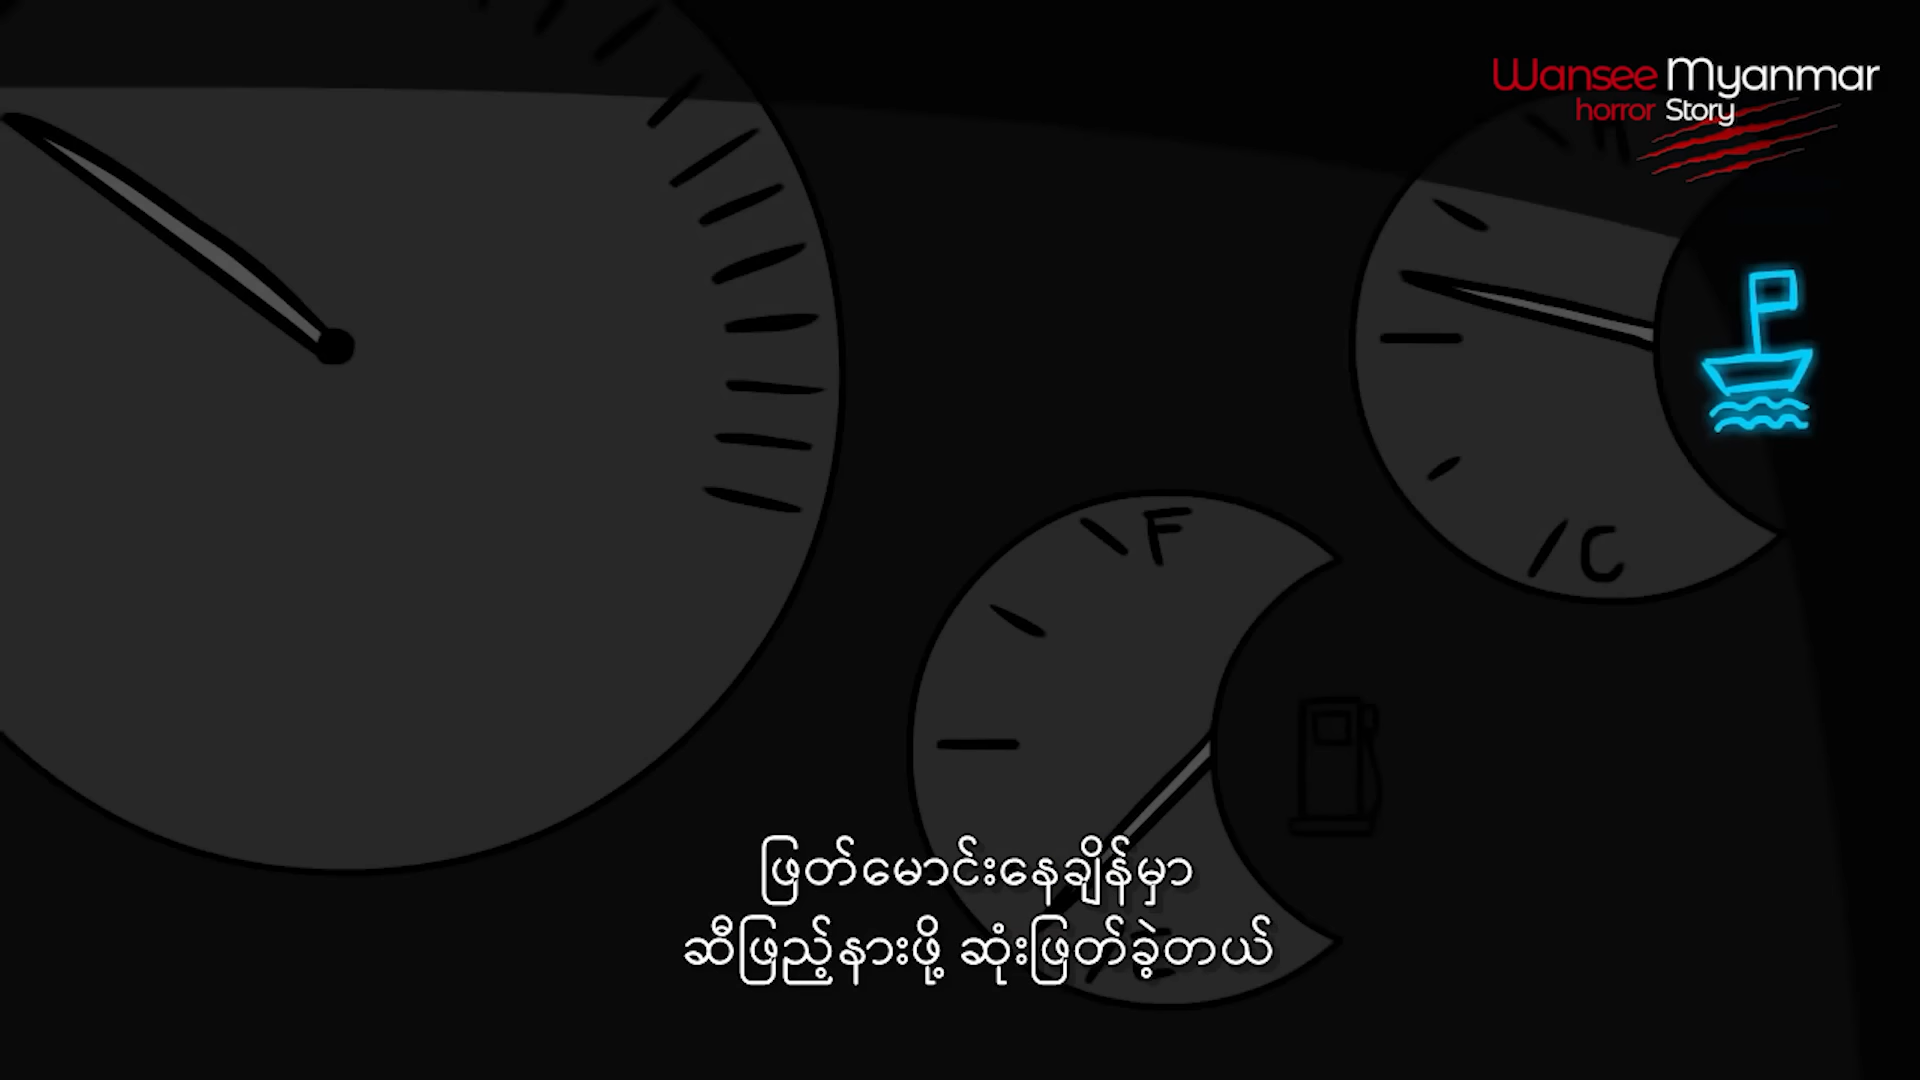 Wansee Myanmar
horror Story
F
C
ဖြတ်မောင်းနေချိန်မှာ
ဆီဖြည့်နားဖို့ ဆုံးဖြတ်ခဲ့တယ်